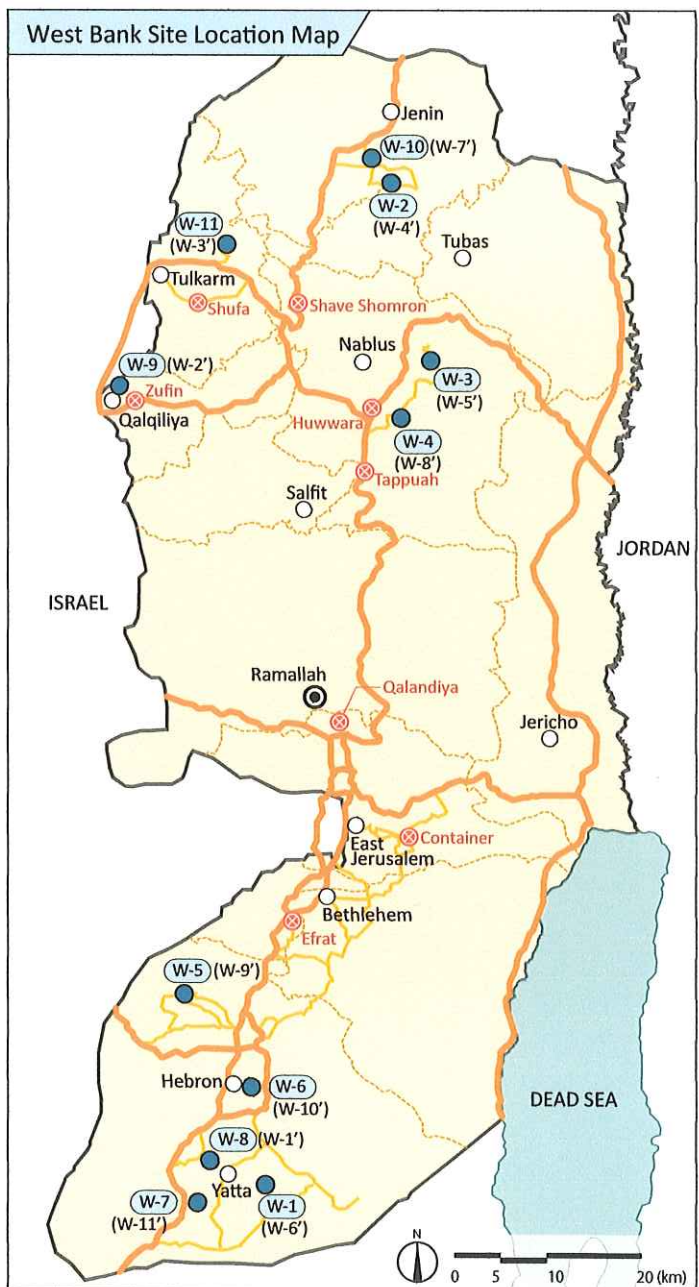 West Bank Site Location Map
Jenin
W-10 (W-7')
W-2
(W-4')
W-11
(W-3')
Tubas
Tulkarm
Shufa
Shave Shomron
Nablus
W-9 (W-2')
W-3
(W-5')
Zufin
Qalqiliya
Huwwara
W-4
(W-8')
Tappuah
Salfit
JORDAN
ISRAEL
Ramallah
Qalandiya
Jericho
East
Jerusalem
Container
Bethlehem
Efrat
W-5 (W-9')
Hebron
W-6
(W-10')
DEAD SEA
W-8 (W-1')
Yatta
W-7
(W-11')
W-1
(W-6')
N
0 5 10 20 (km)